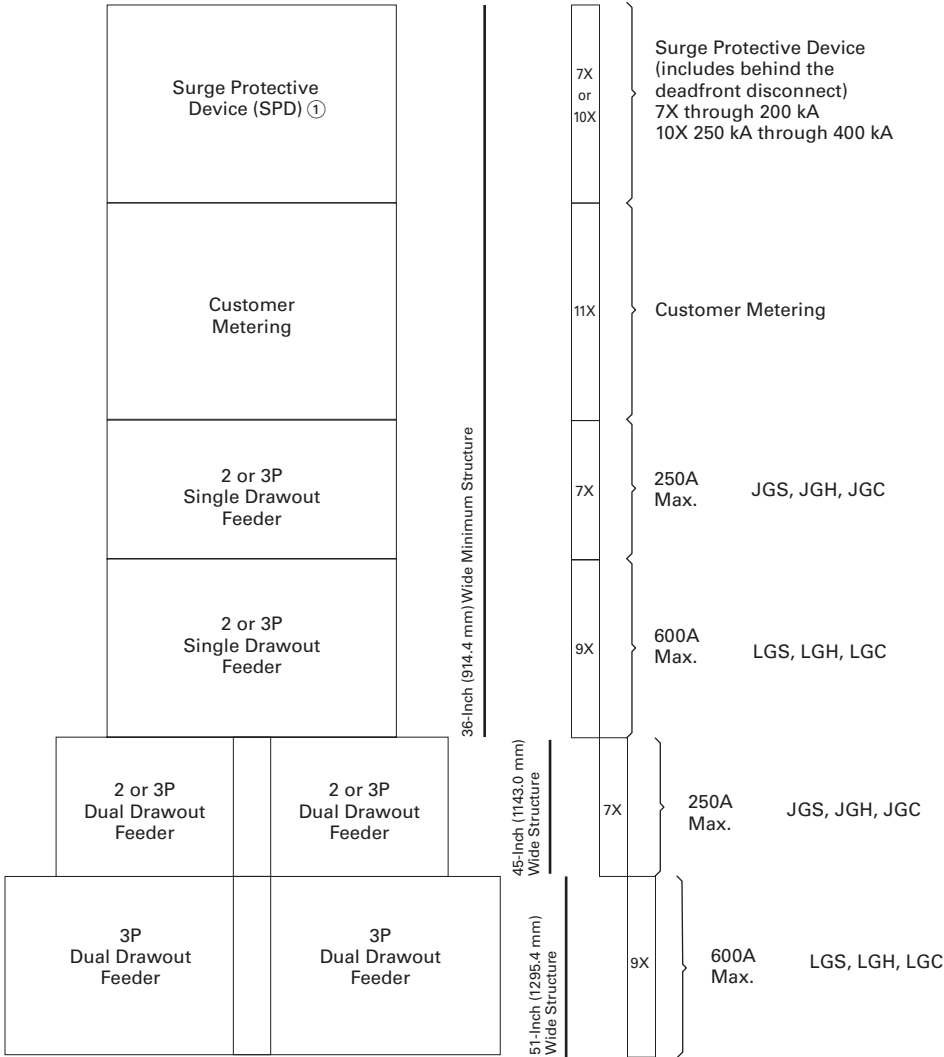 Surge Protective
Device (SPD) ①
7X
or
10X
Surge Protective Device
(includes behind the
deadfront disconnect)
7X through 200 kA
10X 250 kA through 400 kA
Customer
Metering
11X
Customer Metering
36-Inch (914.4 mm) Wide Minimum Structure
2 or 3P
Single Drawout
Feeder
7X
250A
Max.
JGS, JGH, JGC
2 or 3P
Single Drawout
Feeder
9X
600A
Max.
LGS, LGH, LGC
2 or 3P
Dual Drawout
Feeder
2 or 3P
Dual Drawout
Feeder
45-Inch (1143.0 mm)
Wide Structure
7X
250A
Max.
JGS, JGH, JGC
3P
Dual Drawout
Feeder
3P
Dual Drawout
Feeder
51-Inch (1295.4 mm)
Wide Structure
9X
600A
Max.
LGS, LGH, LGC